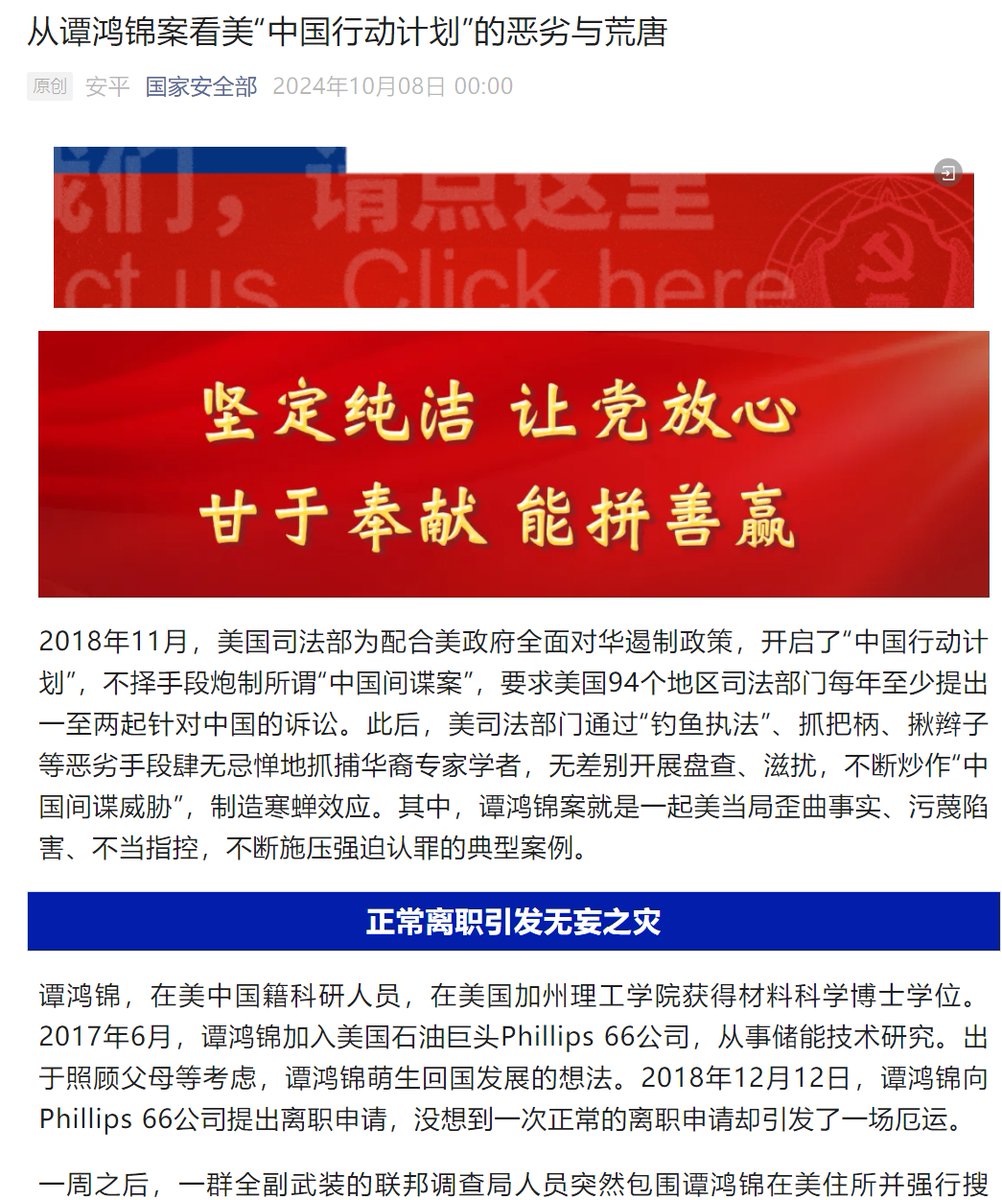 从谭鸿锦案看美“中国行动计划”的恶劣与荒唐
原创 安平 国家安全部 2024年10月08日 00:00
我们，请点这里
ct us Click here
坚定纯洁 让党放心
甘于奉献 能拼善赢
2018年11月，美国司法部为配合美政府全面对华遏制政策，开启了“中国行动计
划”，不择手段炮制所谓“中国间谍案”，要求美国94个地区司法部门每年至少提出
一至两起针对中国的诉讼。此后，美司法部门通过“钓鱼执法”、抓把柄、揪辫子
等恶劣手段肆无忌惮地抓捕华裔专家学者，无差别开展盘查、滋扰，不断炒作“中
国间谍威胁”，制造寒蝉效应。其中，谭鸿锦案就是一起美当局歪曲事实、污蔑陷
害、不当指控，不断施压强迫认罪的典型案例。
正常离职引发无妄之灾
谭鸿锦，在美中国籍科研人员，在美国加州理工学院获得材料科学博士学位。
2017年6月，谭鸿锦加入美国石油巨头Phillips 66公司，从事储能技术研究。出
于照顾父母等考虑，谭鸿锦萌生回国发展的想法。2018年12月12日，谭鸿锦向
Phillips 66公司提出离职申请，没想到一次正常的离职申请却引发了一场厄运。
一周之后，一群全副武装的联邦调查局人员突然包围谭鸿锦在美住所并强行搜